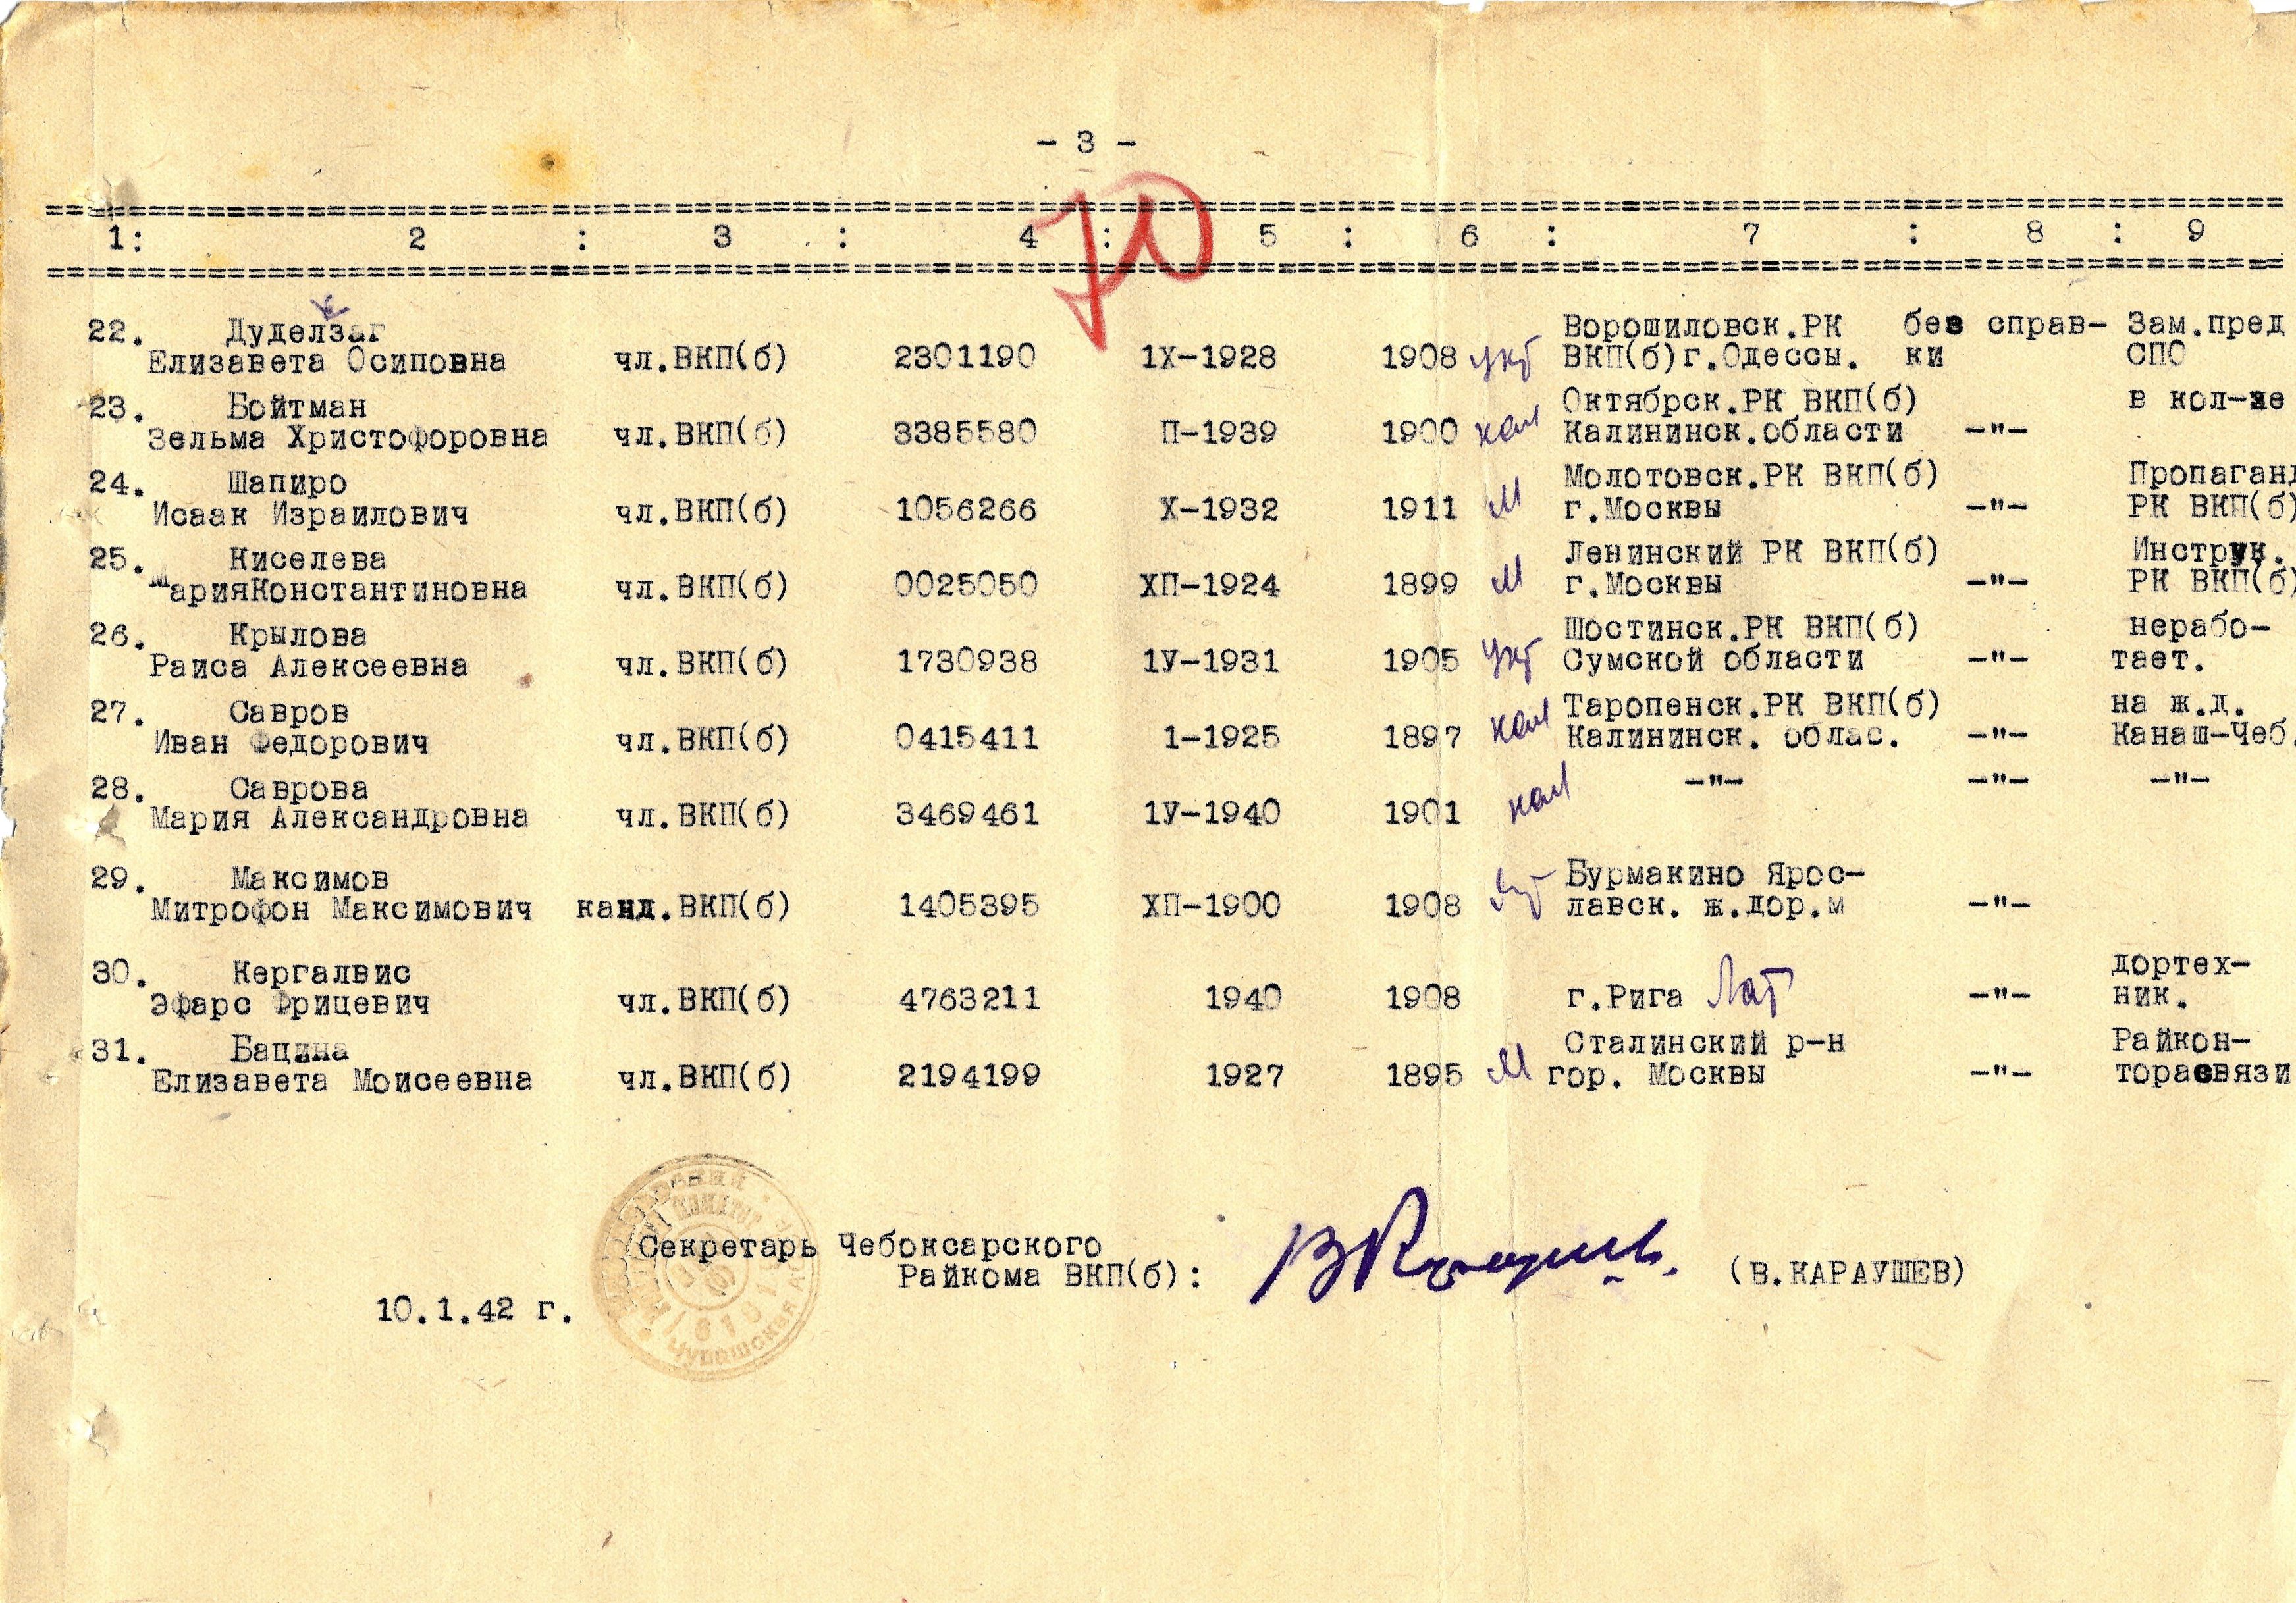 - 3 -
70
1: 2 : 3 : 4 : 5 : 6 : 7 : 8 : 9
22. Дуделзаг Ворошиловск.РК без справ- Зам.пред
Елизавета Осиповна чл.ВКП(б) 2301190 1Х-1928 1908 укр ВКП(б)г.Одессы. ки СПО
23. Бойтман Октябрск.РК ВКП(б) в кол-зе
Зельма Христофоровна чл.ВКП(б) 3385580 П-1939 1900 кал Калининск.области -"-
24. Шапиро Молотовск.РК ВКП(б) Пропаганд
Исаак Израилович чл.ВКП(б) 1056266 Х-1932 1911 М г.Москвы -"- РК ВКП(б)
25. Киселева Ленинский РК ВКП(б) Инструк.
МарияКонстантиновна чл.ВКП(б) 0025050 ХП-1924 1899 М г.Москвы -"- РК ВКП(б)
26. Крылова Шостинск.РК ВКП(б) нерабо-
Раиса Алексеевна чл.ВКП(б) 1730938 1У-1931 1905 укр Сумской области -"- тает.
27. Савров Таропенск.РК ВКП(б) на ж.д.
Иван Федорович чл.ВКП(б) 0415411 1-1925 1897 кал Калининск. облас. -"- Канаш-Чеб.
28. Саврова -"- -"- -"-
Мария Александровна чл.ВКП(б) 3469461 1У-1940 1901 кал
29. Максимов Бурмакино Ярос-
Митрофон Максимович канд.ВКП(б) 1405395 ХП-1900 1908 лавск. ж.дор.м -"-
30. Кергалвис дортех-
Эфарс Фрицевич чл.ВКП(б) 4763211 1940 1908 г.Рига Лат -"- ник.
31. Бацина Сталинский р-н Райкон-
Елизавета Моисеевна чл.ВКП(б) 2194199 1927 1895 М гор. Москвы -"- торасвязи
Секретарь Чебоксарского
Райкома ВКП(б): (В.КАРАУШЕВ)
10.1.42 г.